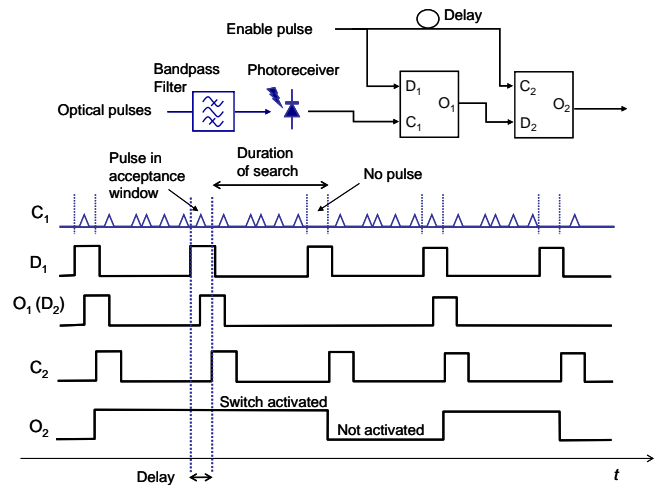 Enable pulse
Delay
Bandpass
Filter
Photoreceiver
Optical pulses
D1
C1
O1
C2
D2
O2
Pulse in
acceptance
window
Duration
of search
No pulse
C1
D1
O1 (D2)
C2
Switch activated
O2
Not activated
Delay
t